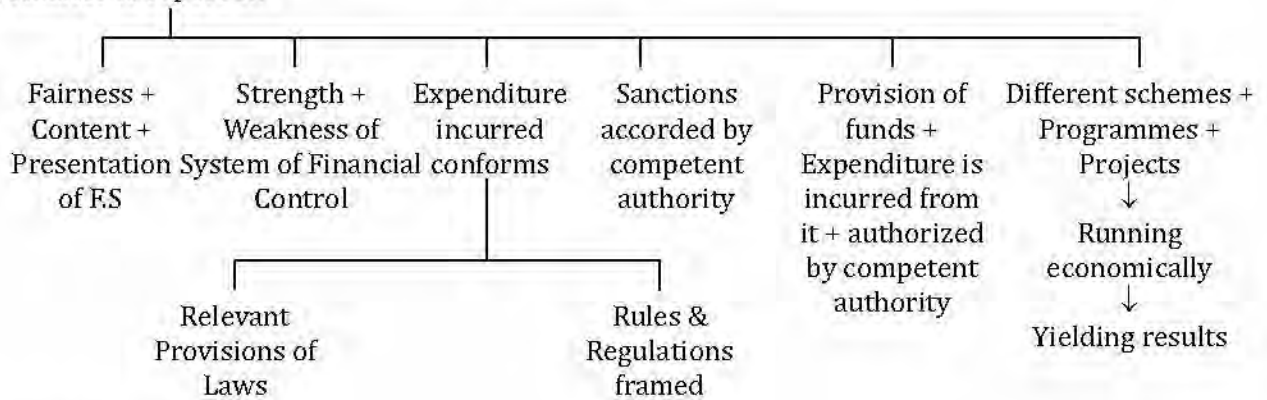 Fairness +
Content +
Presentation
of F.S
Strength +
Weakness of
System of Financial
Control
Expenditure
incurred
conforms
Sanctions
accorded by
competent
authority
Provision of
funds +
Expenditure is
incurred from
it + authorized
by competent
authority
Different schemes +
Programmes +
Projects
↓
Running
economically
↓
Yielding results
Relevant
Provisions of
Laws
Rules &
Regulations
framed